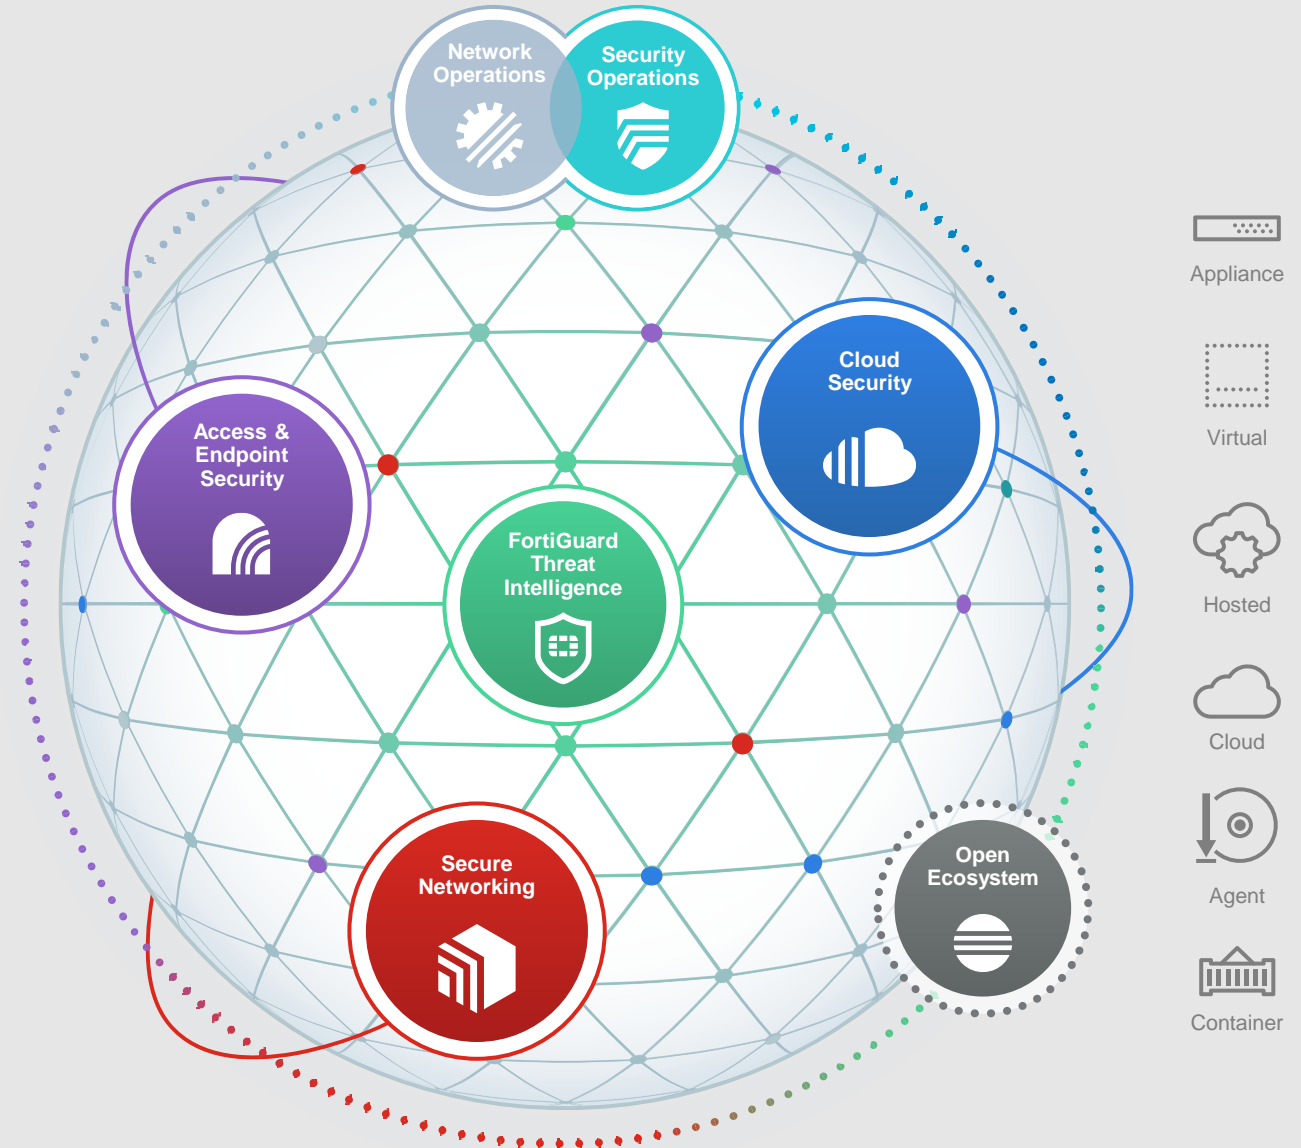 Network
Operations
Security
Operations
Cloud
Security
Access &
Endpoint
Security
FortiGuard
Threat
Intelligence
Secure
Networking
Open
Ecosystem
Appliance
Virtual
Hosted
Cloud
Agent
Container